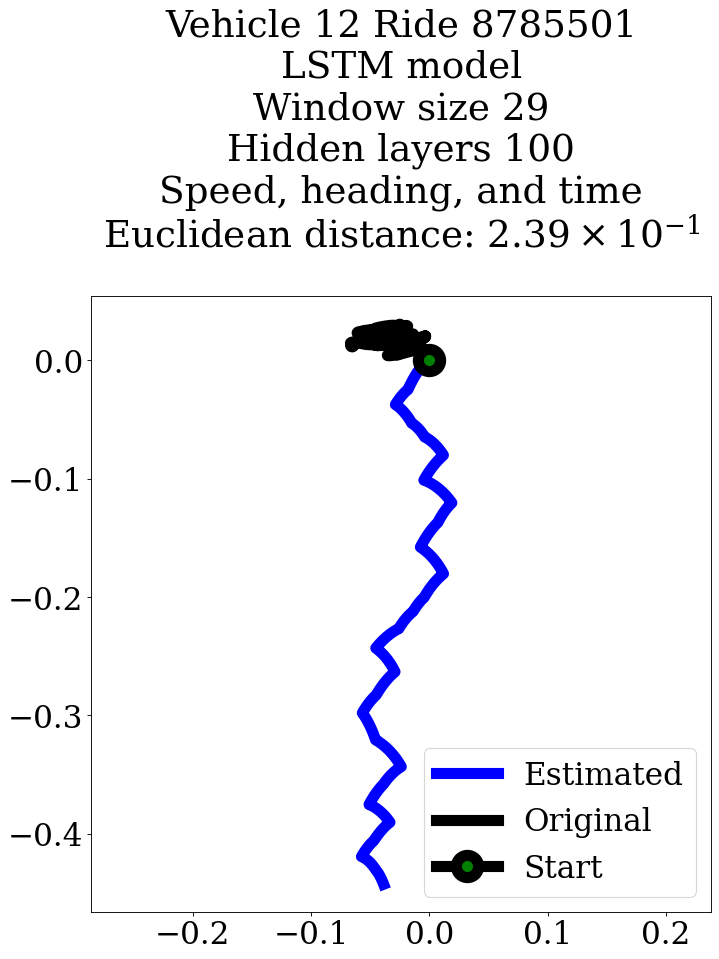 Vehicle 12 Ride 8785501
LSTM model
Window size 29
Hidden layers 100
Speed, heading, and time
Euclidean distance: 2.39 × 10⁻¹
0.0
−0.1
−0.2
−0.3
−0.4
Estimated
Original
Start
−0.2 −0.1 0.0 0.1 0.2